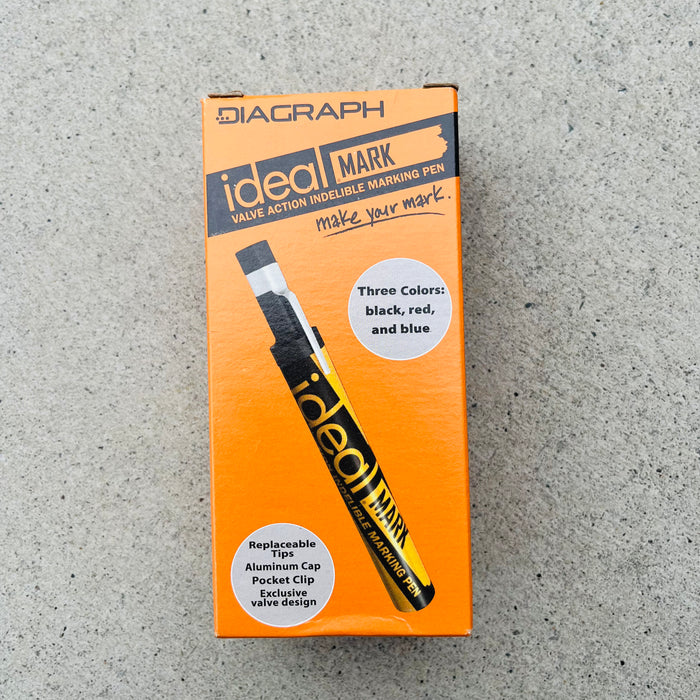 DIAGRAPH
ideal MARK
VALVE ACTION INDELIBLE MARKING PEN
make your mark.
Three Colors:
black, red,
and blue
ideal MARK
INDELIBLE MARKING PEN
Replaceable
Tips
Aluminum Cap
Pocket Clip
Exclusive
valve design